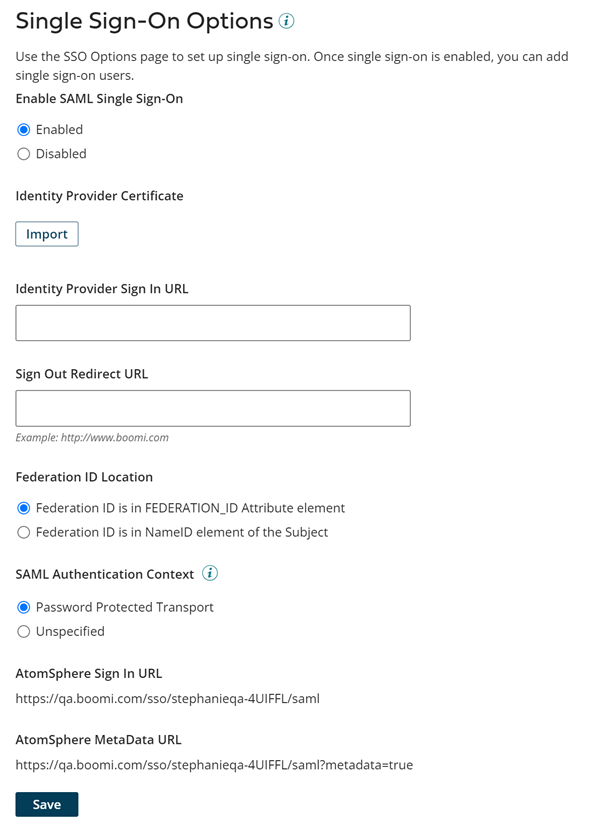 Single Sign-On Options
Use the SSO Options page to set up single sign-on. Once single sign-on is enabled, you can add
single sign-on users.
Enable SAML Single Sign-On
Enabled
Disabled
Identity Provider Certificate
Import
Identity Provider Sign In URL
Sign Out Redirect URL
Example: http://www.boomi.com
Federation ID Location
Federation ID is in FEDERATION_ID Attribute element
Federation ID is in NameID element of the Subject
SAML Authentication Context
Password Protected Transport
Unspecified
AtomSphere Sign In URL
https://qa.boomi.com/sso/stephanieqa-4UIFFL/saml
AtomSphere MetaData URL
https://qa.boomi.com/sso/stephanieqa-4UIFFL/saml?metadata=true
Save